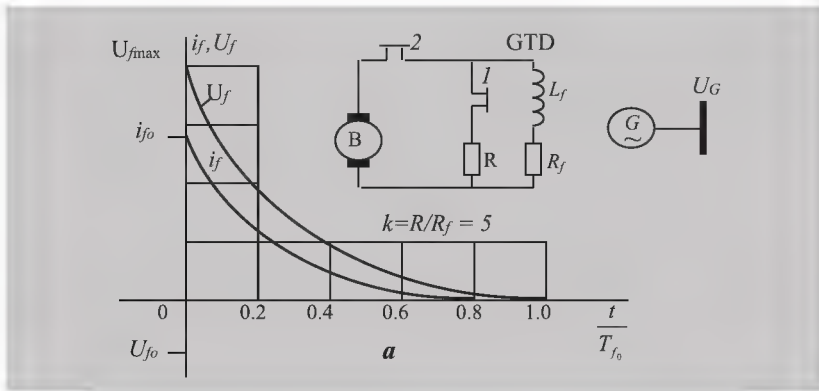 U_fmax i_f, U_f 2 GTD
U_f 1 L_f U_G
i_fo B G ~
i_f R R_f
k=R/R_f = 5
0 0.2 0.4 0.6 0.8 1.0 t/T_f0
U_fo a